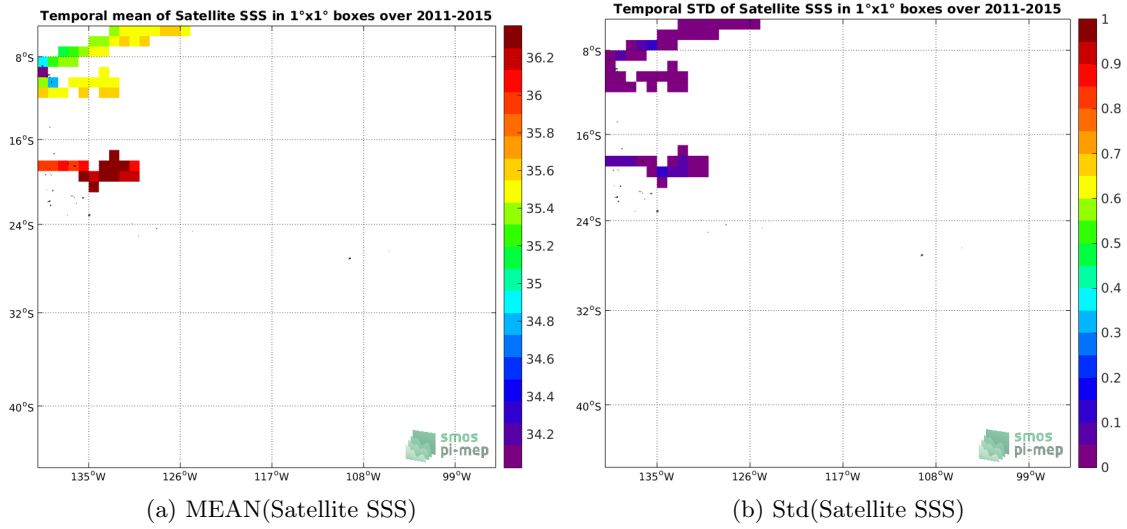 Temporal mean of Satellite SSS in 1°x1° boxes over 2011-2015
8°S
16°S
24°S
32°S
40°S
135°W
126°W
117°W
108°W
99°W
36.2
36
35.8
35.6
35.4
35.2
35
34.8
34.6
34.4
34.2
smos
pi-mep
(a) MEAN(Satellite SSS)
Temporal STD of Satellite SSS in 1°x1° boxes over 2011-2015
8°S
16°S
24°S
32°S
40°S
135°W
126°W
117°W
108°W
99°W
1
0.9
0.8
0.7
0.6
0.5
0.4
0.3
0.2
0.1
0
smos
pi-mep
(b) Std(Satellite SSS)